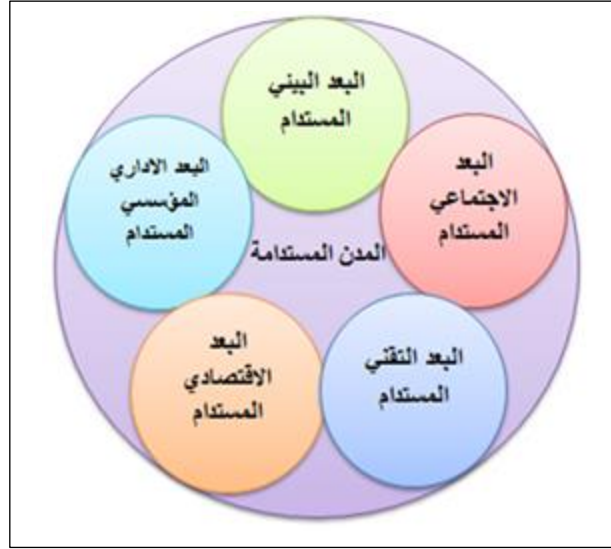 البعد البيئي
المستدام
البعد
الاجتماعي
المستدام
البعد الاداري
المؤسسي
المستدام
المدن المستدامة
البعد التقني
المستدام
البعد
الاقتصادي
المستدام